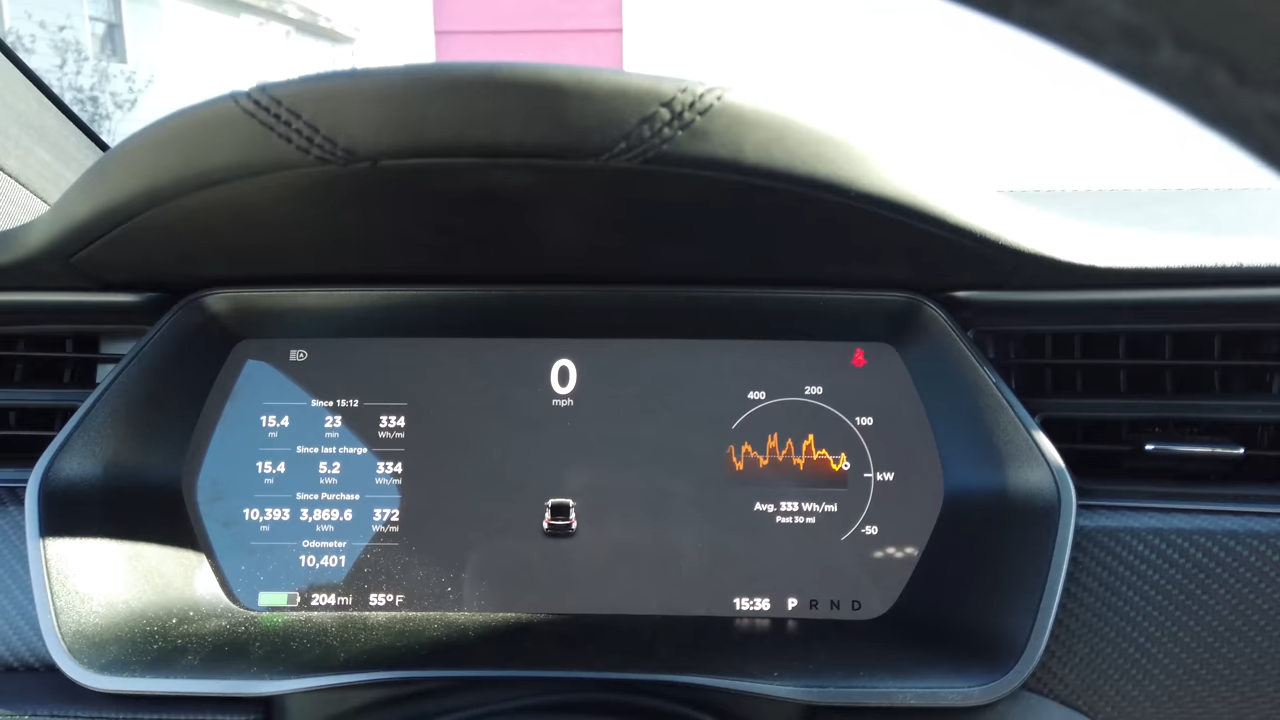 0
mph
Since 15:12
15.4 23 334
mi min Wh/mi
Since last charge
15.4 5.2 334
mi kWh Wh/mi
Since Purchase
10,393 3,869.6 372
mi kWh Wh/mi
Odometer
10,401
204mi 55°F
400 200
100
kW
-50
Avg. 333 Wh/mi
Past 30 mi
15:36 P R N D